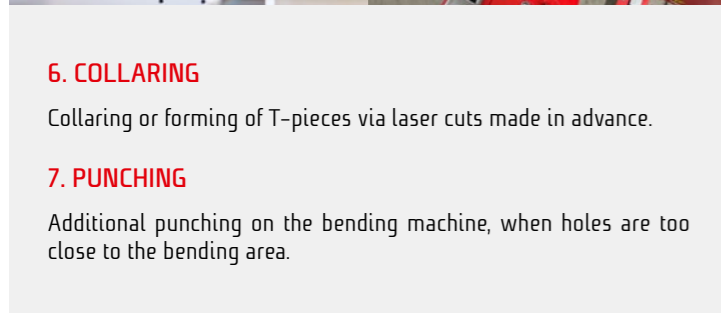 6. COLLARING
Collaring or forming of T-pieces via laser cuts made in advance.
7. PUNCHING
Additional punching on the bending machine, when holes are too
close to the bending area.